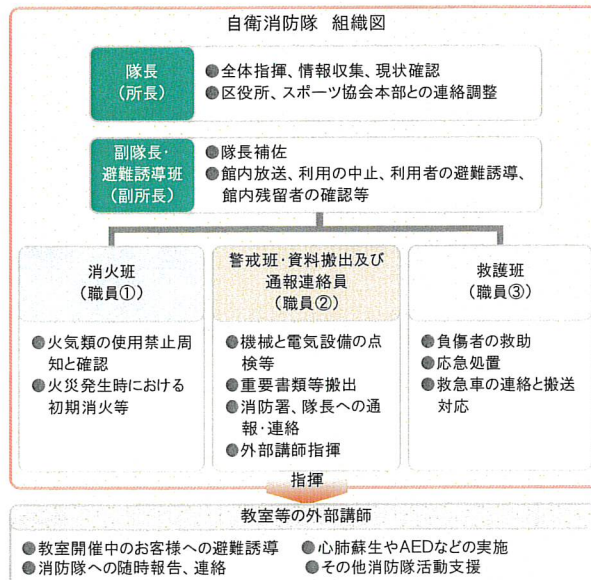 自衛消防隊 組織図
隊長
(所長)
●全体指揮、情報収集、現状確認
●区役所、スポーツ協会本部との連絡調整
副隊長・
避難誘導班
(副所長)
●隊長補佐
●館内放送、利用の中止、利用者の避難誘導、
館内残留者の確認等
消火班
(職員①)
●火気類の使用禁止周
知と確認
●火災発生時における
初期消火等
警戒班・資料搬出及び
通報連絡員
(職員②)
●機械と電気設備の点
検等
●重要書類等搬出
●消防署、隊長への通
報・連絡
●外部講師指揮
救護班
(職員③)
●負傷者の救助
●応急処置
●救急車の連絡と搬送
対応
指揮
教室等の外部講師
●教室開催中のお客様への避難誘導
●消防隊への随時報告、連絡
●心肺蘇生やAEDなどの実施
●その他消防隊活動支援